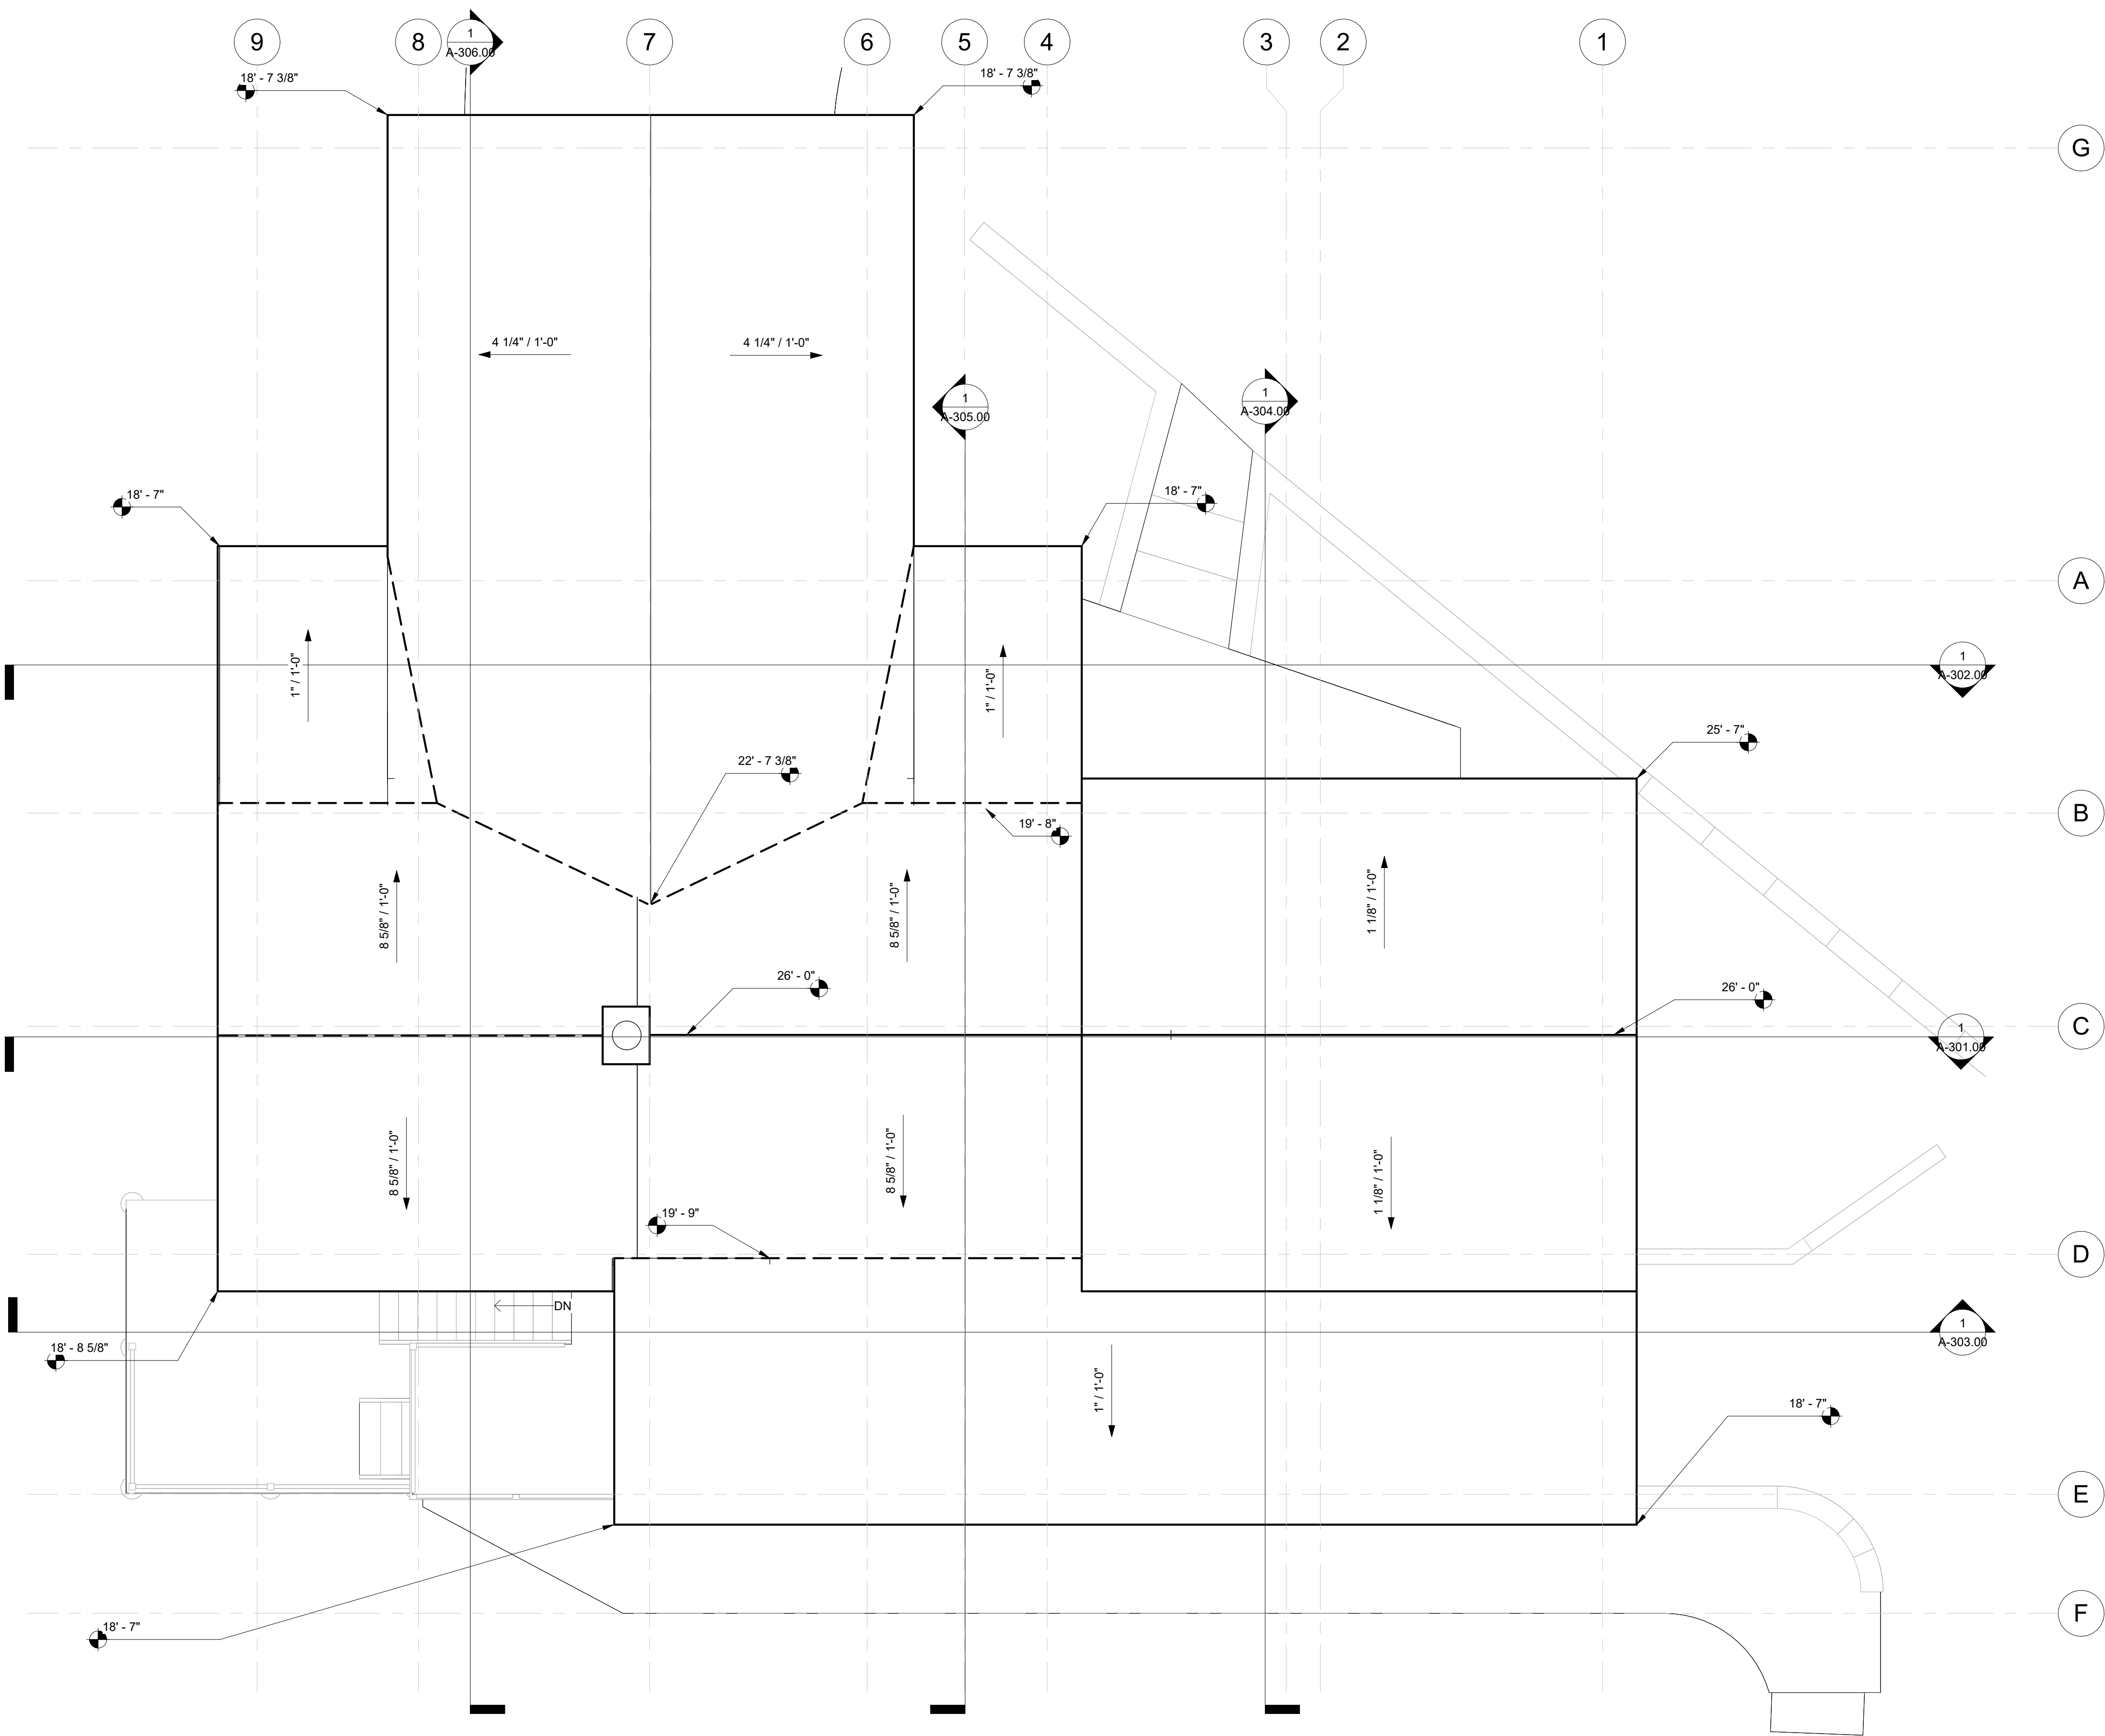 9
8
1
A-306.00
7
6
5
4
3
2
1
18' - 7 3/8"
18' - 7 3/8"
G
4 1/4" / 1'-0"
4 1/4" / 1'-0"
1
A-305.00
1
A-304.00
18' - 7"
18' - 7"
A
1" / 1'-0"
1" / 1'-0"
1
A-302.00
25' - 7"
22' - 7 3/8"
19' - 8"
B
8 5/8" / 1'-0"
8 5/8" / 1'-0"
1 1/8" / 1'-0"
26' - 0"
26' - 0"
C
1
A-301.00
8 5/8" / 1'-0"
8 5/8" / 1'-0"
1 1/8" / 1'-0"
19' - 9"
D
DN
1
A-303.00
18' - 8 5/8"
1" / 1'-0"
18' - 7"
E
F
18' - 7"